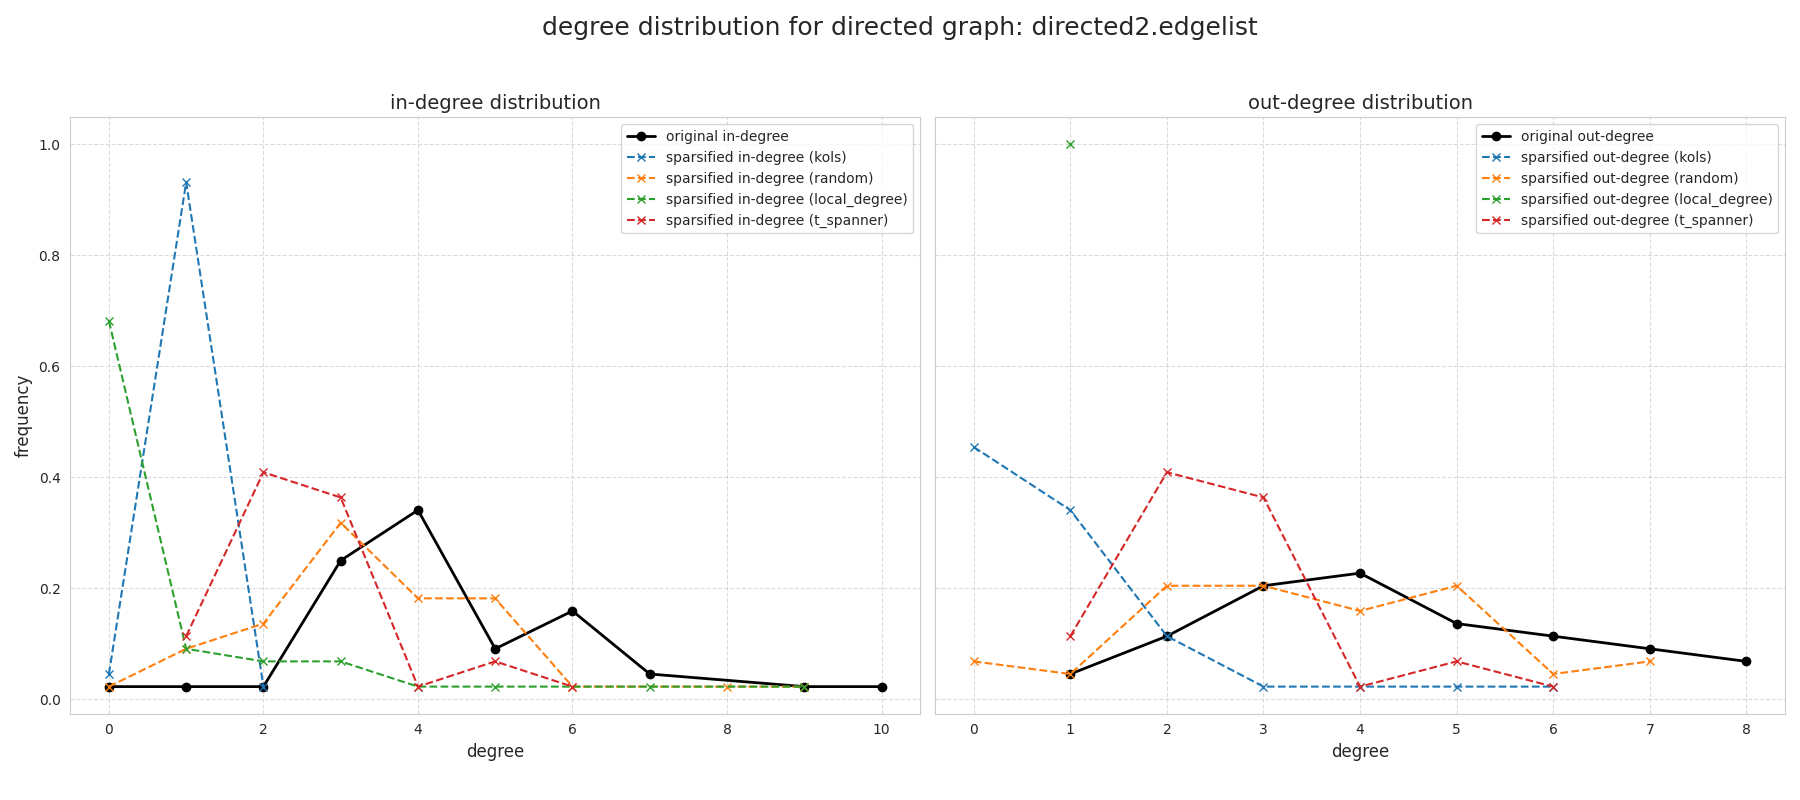 degree distribution for directed graph: directed2.edgelist
in-degree distribution
original in-degree
sparsified in-degree (kols)
sparsified in-degree (random)
sparsified in-degree (local_degree)
sparsified in-degree (t_spanner)
1.0
0.8
0.6
0.4
0.2
0.0
frequency
0 2 4 6 8 10
degree
out-degree distribution
original out-degree
sparsified out-degree (kols)
sparsified out-degree (random)
sparsified out-degree (local_degree)
sparsified out-degree (t_spanner)
0 1 2 3 4 5 6 7 8
degree